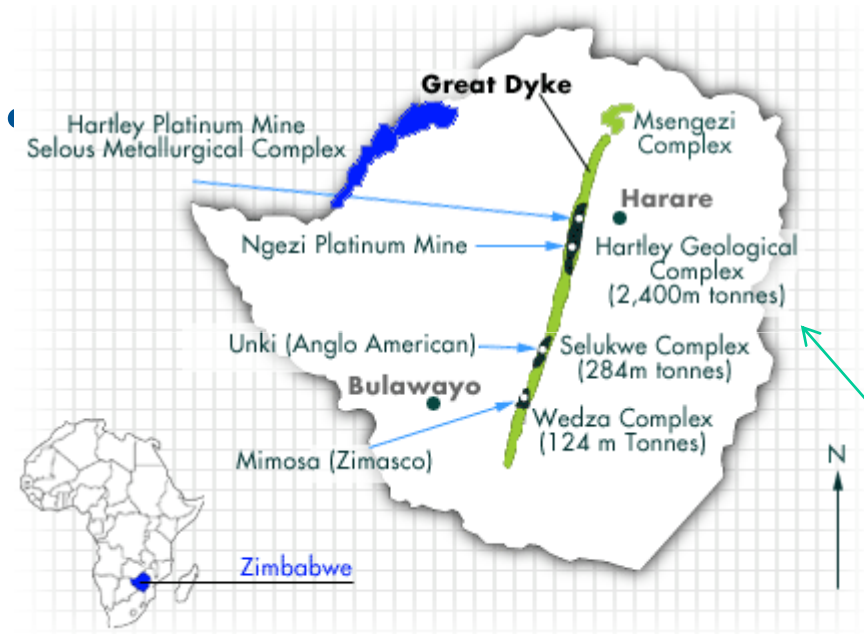 Great Dyke
Hartley Platinum Mine
Selous Metallurgical Complex
Msengezi
Complex
Harare
Ngezi Platinum Mine
Hartley Geological
Complex
(2,400m tonnes)
Unki (Anglo American)
Selukwe Complex
(284m tonnes)
Bulawayo
Wedza Complex
(124 m Tonnes)
Mimosa (Zimasco)
N
Zimbabwe